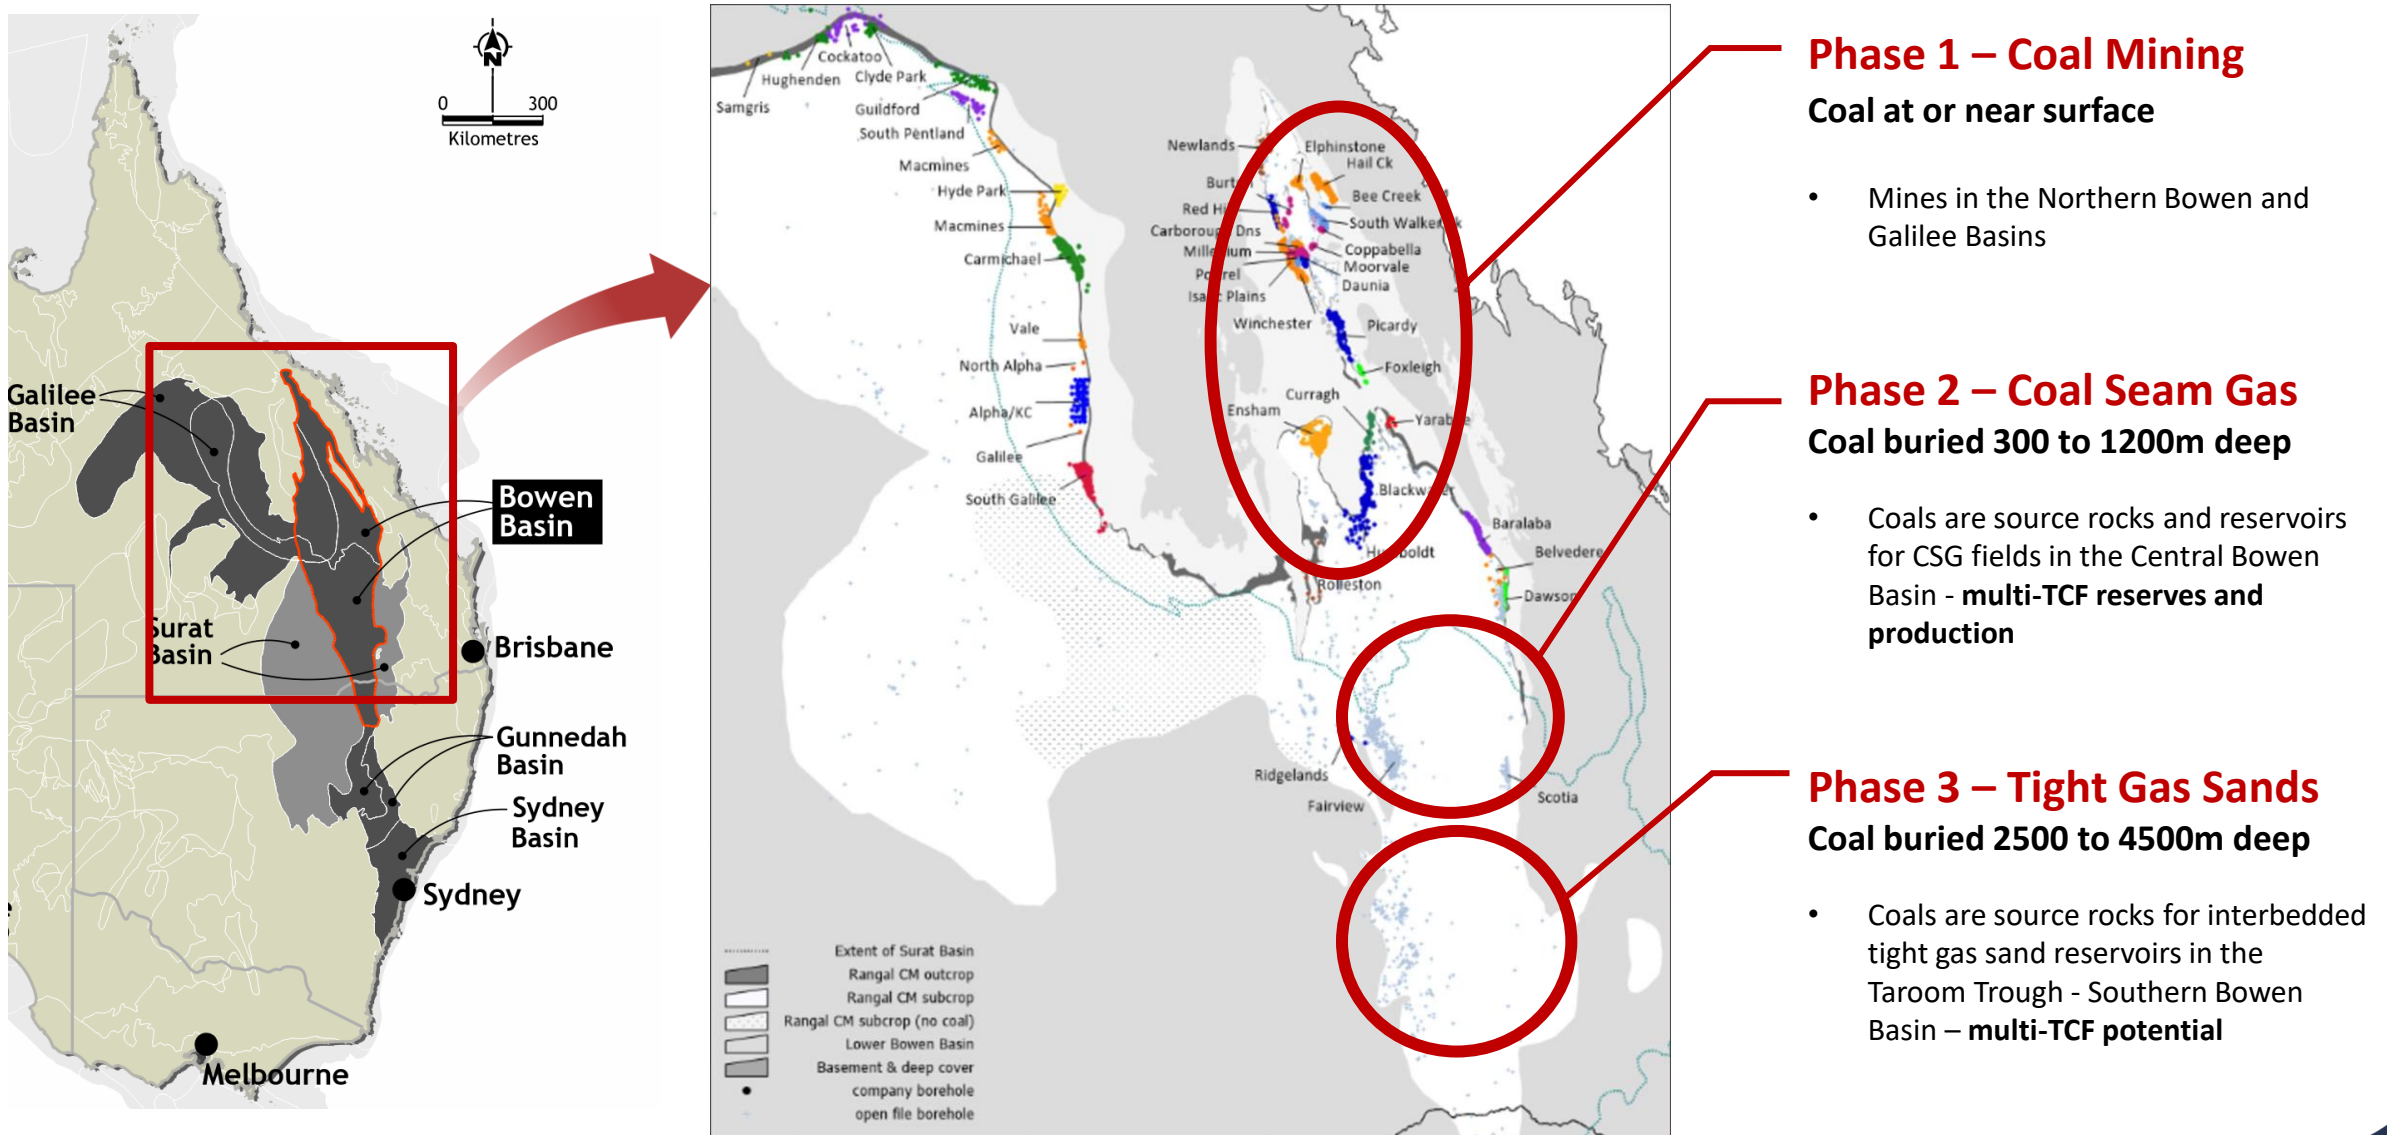 N
0 300
Kilometres
Galilee
Basin
Bowen
Basin
Surat
Basin
Brisbane
Gunnedah
Basin
Sydney
Basin
Sydney
Melbourne
Cockatoo
Hughenden
Clyde Park
Samgris
Guildford
South Pentland
Macmines
Hyde Park
Macmines
Carmichael
Vale
North Alpha
Alpha/KC
Galilee
South Galilee
Newlands
Elphinstone
Hail Ck
Bee Creek
Red Hi
South Walker
Carborough Dns
Coppabella
Moorvale
Daunia
Isaac Plains
Winchester
Picardy
Foxleigh
Curragh
Ensham
Blackwater
Baralaba
Belvedere
Rolleston
Dawson
Ridgelands
Fairview
Scotia
Extent of Surat Basin
Rangal CM outcrop
Rangal CM subcrop
Rangal CM subcrop (no coal)
Lower Bowen Basin
Basement & deep cover
company borehole
open file borehole
Phase 1 – Coal Mining
Coal at or near surface
• Mines in the Northern Bowen and
Galilee Basins
Phase 2 – Coal Seam Gas
Coal buried 300 to 1200m deep
• Coals are source rocks and reservoirs
for CSG fields in the Central Bowen
Basin - multi-TCF reserves and
production
Phase 3 – Tight Gas Sands
Coal buried 2500 to 4500m deep
• Coals are source rocks for interbedded
tight gas sand reservoirs in the
Taroom Trough - Southern Bowen
Basin – multi-TCF potential